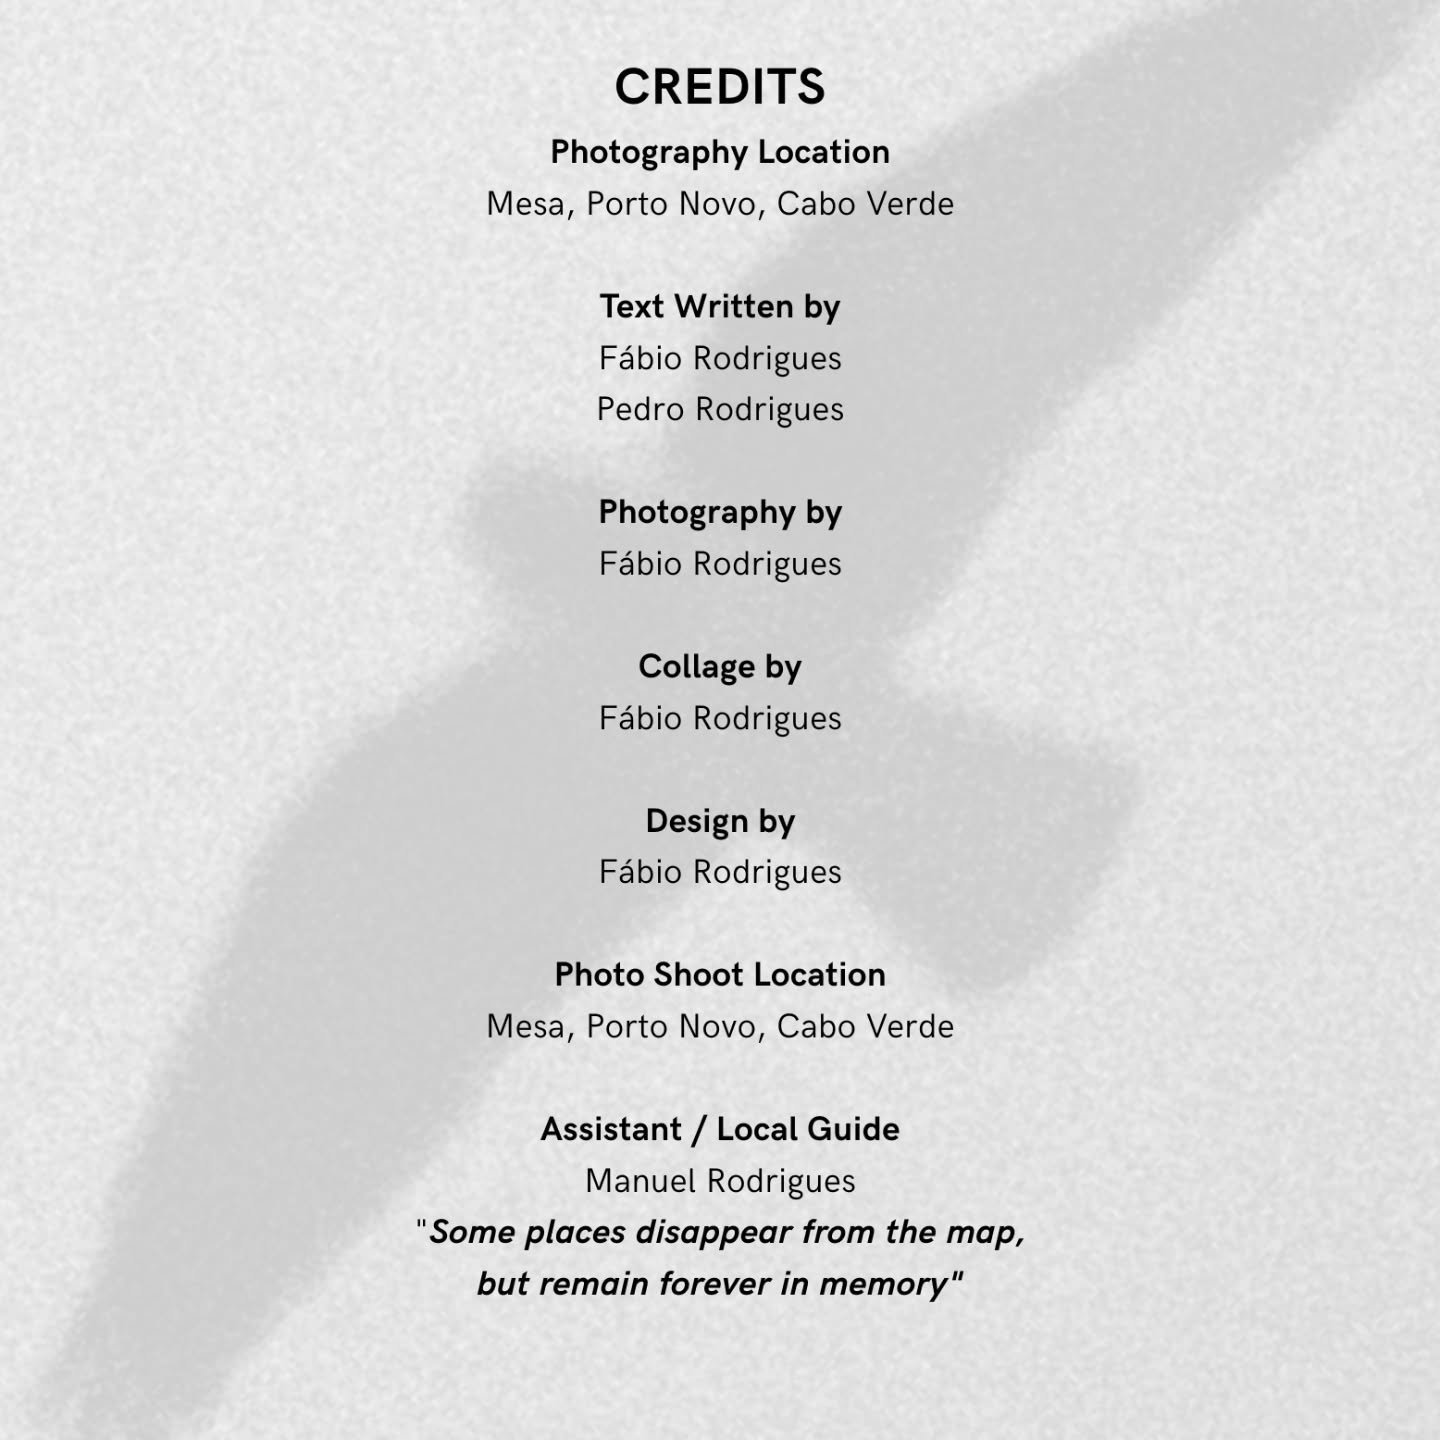 CREDITS
Photography Location
Mesa, Porto Novo, Cabo Verde
Text Written by
Fábio Rodrigues
Pedro Rodrigues
Photography by
Fábio Rodrigues
Collage by
Fábio Rodrigues
Design by
Fábio Rodrigues
Photo Shoot Location
Mesa, Porto Novo, Cabo Verde
Assistant / Local Guide
Manuel Rodrigues
"Some places disappear from the map,
but remain forever in memory"